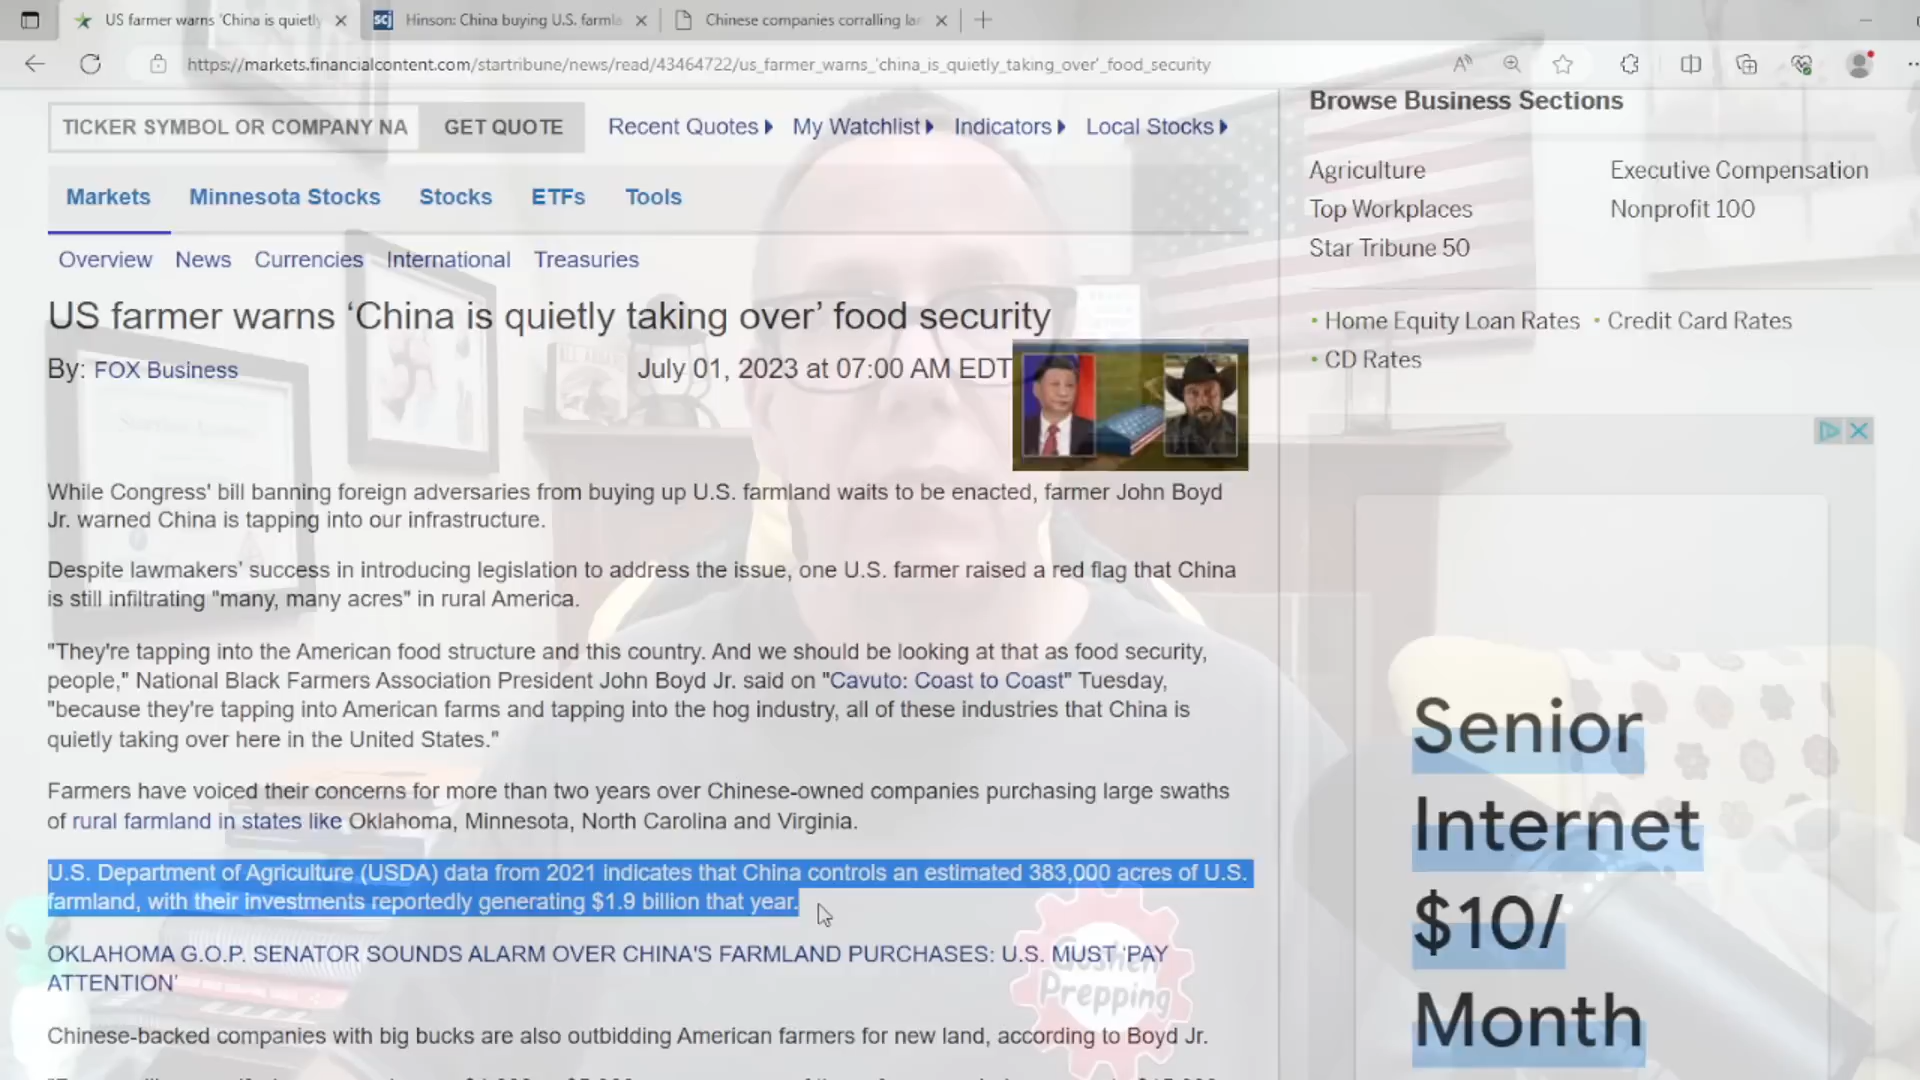 US farmer warns 'China is quietly
Hinson: China buying U.S. farmla
Chinese companies corralling la
https://markets.financialcontent.com/startribune/news/read/43464722/us_farmer_warns_'china_is_quietly_taking_over'_food_security
TICKER SYMBOL OR COMPANY NA
GET QUOTE
Recent Quotes
My Watchlist
Indicators
Local Stocks
Markets
Minnesota Stocks
Stocks
ETFs
Tools
Overview
News
Currencies
International
Treasuries
US farmer warns ‘China is quietly taking over’ food security
By: FOX Business
July 01, 2023 at 07:00 AM EDT
While Congress' bill banning foreign adversaries from buying up U.S. farmland waits to be enacted, farmer John Boyd
Jr. warned China is tapping into our infrastructure.
Despite lawmakers' success in introducing legislation to address the issue, one U.S. farmer raised a red flag that China
is still infiltrating "many, many acres" in rural America.
"They're tapping into the American food structure and this country. And we should be looking at that as food security,
people," National Black Farmers Association President John Boyd Jr. said on "Cavuto: Coast to Coast" Tuesday,
"because they're tapping into American farms and tapping into the hog industry, all of these industries that China is
quietly taking over here in the United States."
Farmers have voiced their concerns for more than two years over Chinese-owned companies purchasing large swaths
of rural farmland in states like Oklahoma, Minnesota, North Carolina and Virginia.
U.S. Department of Agriculture (USDA) data from 2021 indicates that China controls an estimated 383,000 acres of U.S.
farmland, with their investments reportedly generating $1.9 billion that year.
OKLAHOMA G.O.P. SENATOR SOUNDS ALARM OVER CHINA'S FARMLAND PURCHASES: U.S. MUST 'PAY
ATTENTION'
Chinese-backed companies with big bucks are also outbidding American farmers for new land, according to Boyd Jr.
Browse Business Sections
Agriculture
Executive Compensation
Top Workplaces
Nonprofit 100
Star Tribune 50
• Home Equity Loan Rates • Credit Card Rates
• CD Rates
Senior
Internet
$10/
Month
Goshen
Prepping